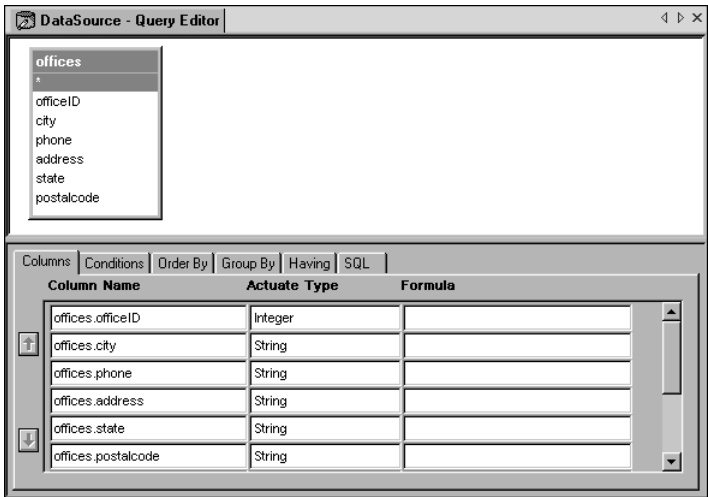 DataSource - Query Editor
offices
*
officeID
city
phone
address
state
postalcode
Columns Conditions Order By Group By Having SQL
Column Name Actuate Type Formula
offices.officeID Integer
offices.city String
offices.phone String
offices.address String
offices.state String
offices.postalcode String